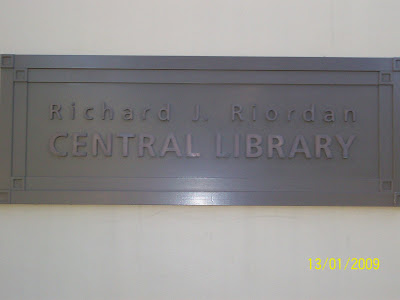 Richard J. Riordan
CENTRAL LIBRARY
13/01/2009